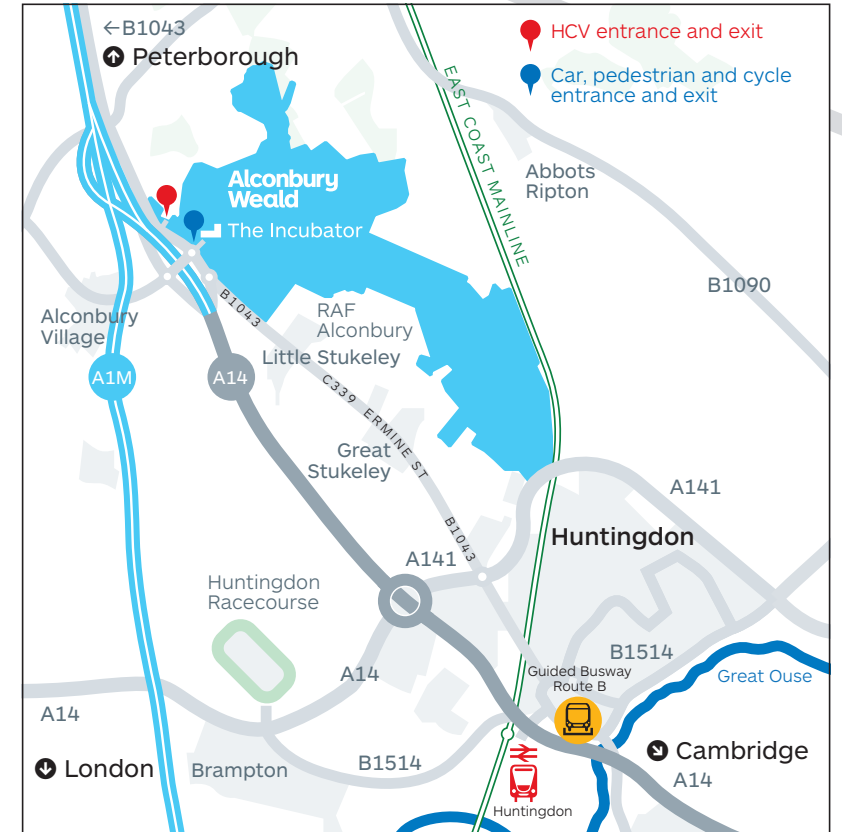 ←B1043
Peterborough
HCV entrance and exit
Car, pedestrian and cycle
entrance and exit
EAST COAST MAINLINE
Abbots
Ripton
Alconbury
Weald
The Incubator
B1090
B1043
RAF
Alconbury
Alconbury
Village
Little Stukeley
A1M
A14
C339 ERMINE ST
Great
Stukeley
A141
B1043
Huntingdon
A141
Huntingdon
Racecourse
B1514
Guided Busway
Route B
Great Ouse
A14
A14
Cambridge
London
Brampton
B1514
A14
Huntingdon